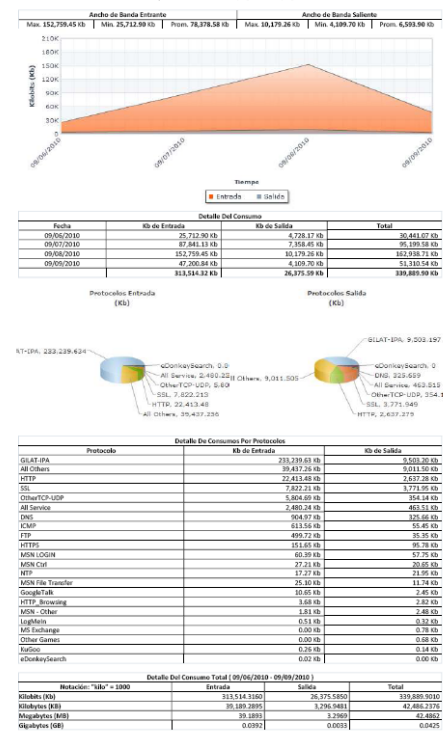 Ancho de Banda Entrante Ancho de Banda Saliente
Max. 152,759.45 Kb Min. 25,712.90 Kb Prom. 78,378.58 Kb Max. 10,179.26 Kb Min. 4,109.70 Kb Prom. 6,593.90 Kb
210K
180K
150K
120K
90K
60K
30K
0
Kilobits (Kb)
09/06/2010 09/07/2010 09/08/2010 09/09/2010
Tiempo
Entrada Salida
Detalle Del Consumo
Fecha Kb de Entrada Kb de Salida Total
09/06/2010 25,712.90 Kb 4,728.17 Kb 30,441.07 Kb
09/07/2010 87,841.13 Kb 7,358.45 Kb 95,199.58 Kb
09/08/2010 152,759.45 Kb 10,179.26 Kb 162,938.71 Kb
09/09/2010 47,200.84 Kb 4,109.70 Kb 51,310.54 Kb
313,514.32 Kb 26,375.59 Kb 339,889.90 Kb
Protocolos Entrada Protocolos Salida
(Kb) (Kb)
AT-IPA, 233.239.634
eDonkeySearch, 0.0
All Service, 2,480.23
OtherTCP-UDP, 5,80
SSL, 7,822.213
HTTP, 22,413.48
All Others, 39,437.256
GILAT-IPA, 9,503.197
ll Others, 9,011.505
eDonkeySearch, 0
DNS, 325.659
All Service, 463.515
OtherTCP-UDP, 354.1
SSL, 3,771.949
HTTP, 2,637.279
Detalle De Consumos Por Protocolos
Protocolo Kb de Entrada Kb de Salida
GILAT-IPA 233,239.63 Kb 9,503.20 Kb
All Others 39,437.26 Kb 9,011.50 Kb
HTTP 22,413.48 Kb 2,637.28 Kb
SSL 7,822.21 Kb 3,771.95 Kb
OtherTCP-UDP 5,804.69 Kb 354.14 Kb
All Service 2,480.24 Kb 463.51 Kb
DNS 904.97 Kb 325.66 Kb
ICMP 613.56 Kb 55.45 Kb
FTP 499.72 Kb 35.35 Kb
HTTPS 151.65 Kb 95.78 Kb
MSN LOGIN 60.39 Kb 57.75 Kb
MSN Ctrl 27.21 Kb 20.65 Kb
NTP 17.27 Kb 21.95 Kb
MSN File Transfer 25.10 Kb 11.74 Kb
GoogleTalk 10.65 Kb 2.45 Kb
HTTP_Browsing 3.68 Kb 2.82 Kb
MSN - Other 1.81 Kb 2.48 Kb
LogMeIn 0.51 Kb 0.32 Kb
MS Exchange 0.00 Kb 0.78 Kb
Other Games 0.00 Kb 0.68 Kb
KuGoo 0.26 Kb 0.14 Kb
eDonkeySearch 0.02 Kb 0.00 Kb
Detalle Del Consumo Total ( 09/06/2010 - 09/09/2010 )
Notación: "kilo" = 1000 Entrada Salida Total
Kilobits (Kb) 313,514.3160 26,375.5850 339,889.9010
Kilobytes (KB) 39,189.2895 3,296.9481 42,486.2376
Megabytes (MB) 39.1893 3.2969 42.4862
Gigabytes (GB) 0.0392 0.0033 0.0425